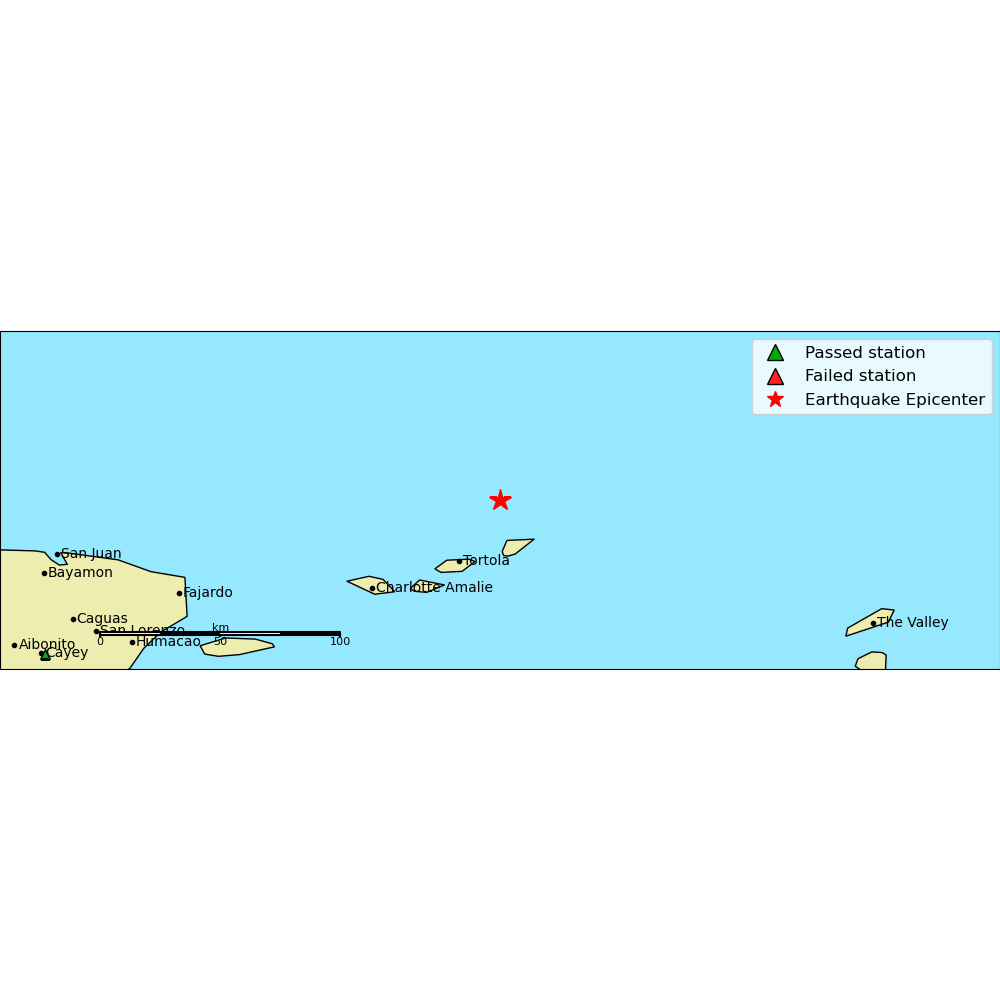 Passed station
Failed station
Earthquake Epicenter
San Juan
Tortola
Bayamon
Charlotte Amalie
Fajardo
Caguas
The Valley
km
San Lorenzo
0 50 100
Humacao
Aibonito
Cayey